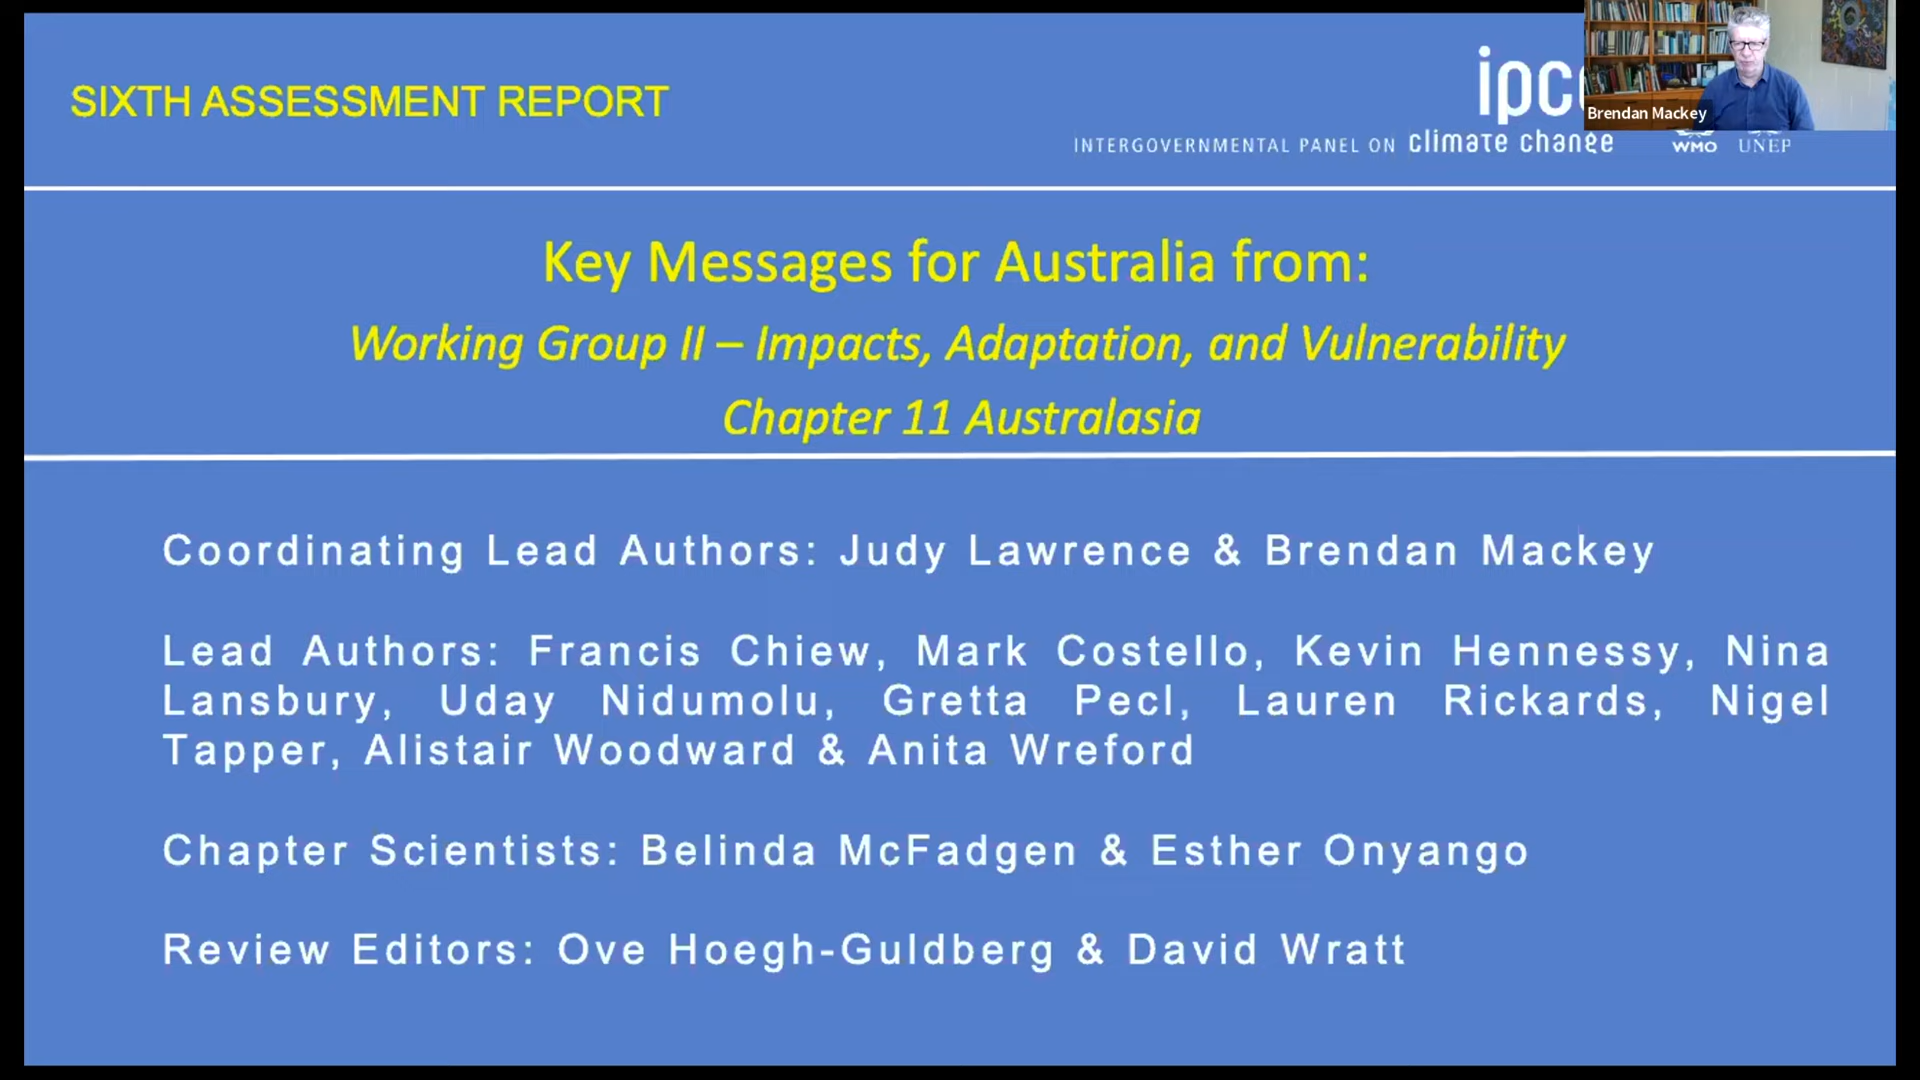 SIXTH ASSESSMENT REPORT
ipcc
Brendan Mackey
INTERGOVERNMENTAL PANEL ON climate change
WMO UNEP
Key Messages for Australia from:
Working Group II – Impacts, Adaptation, and Vulnerability
Chapter 11 Australasia
Coordinating Lead Authors: Judy Lawrence & Brendan Mackey
Lead Authors: Francis Chiew, Mark Costello, Kevin Hennessy, Nina
Lansbury, Uday Nidumolu, Gretta Pecl, Lauren Rickards, Nigel
Tapper, Alistair Woodward & Anita Wreford
Chapter Scientists: Belinda McFadgen & Esther Onyango
Review Editors: Ove Hoegh-Guldberg & David Wratt